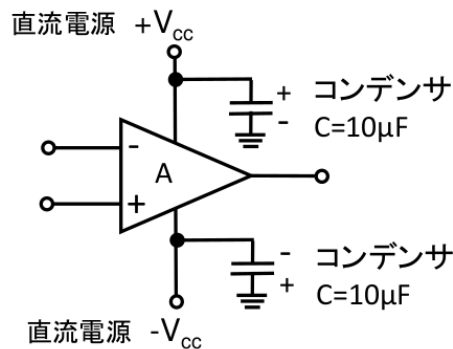 直流電源 +Vcc
+ コンデンサ
- C=10μF
-
A
+
- コンデンサ
+ C=10μF
直流電源 -Vcc